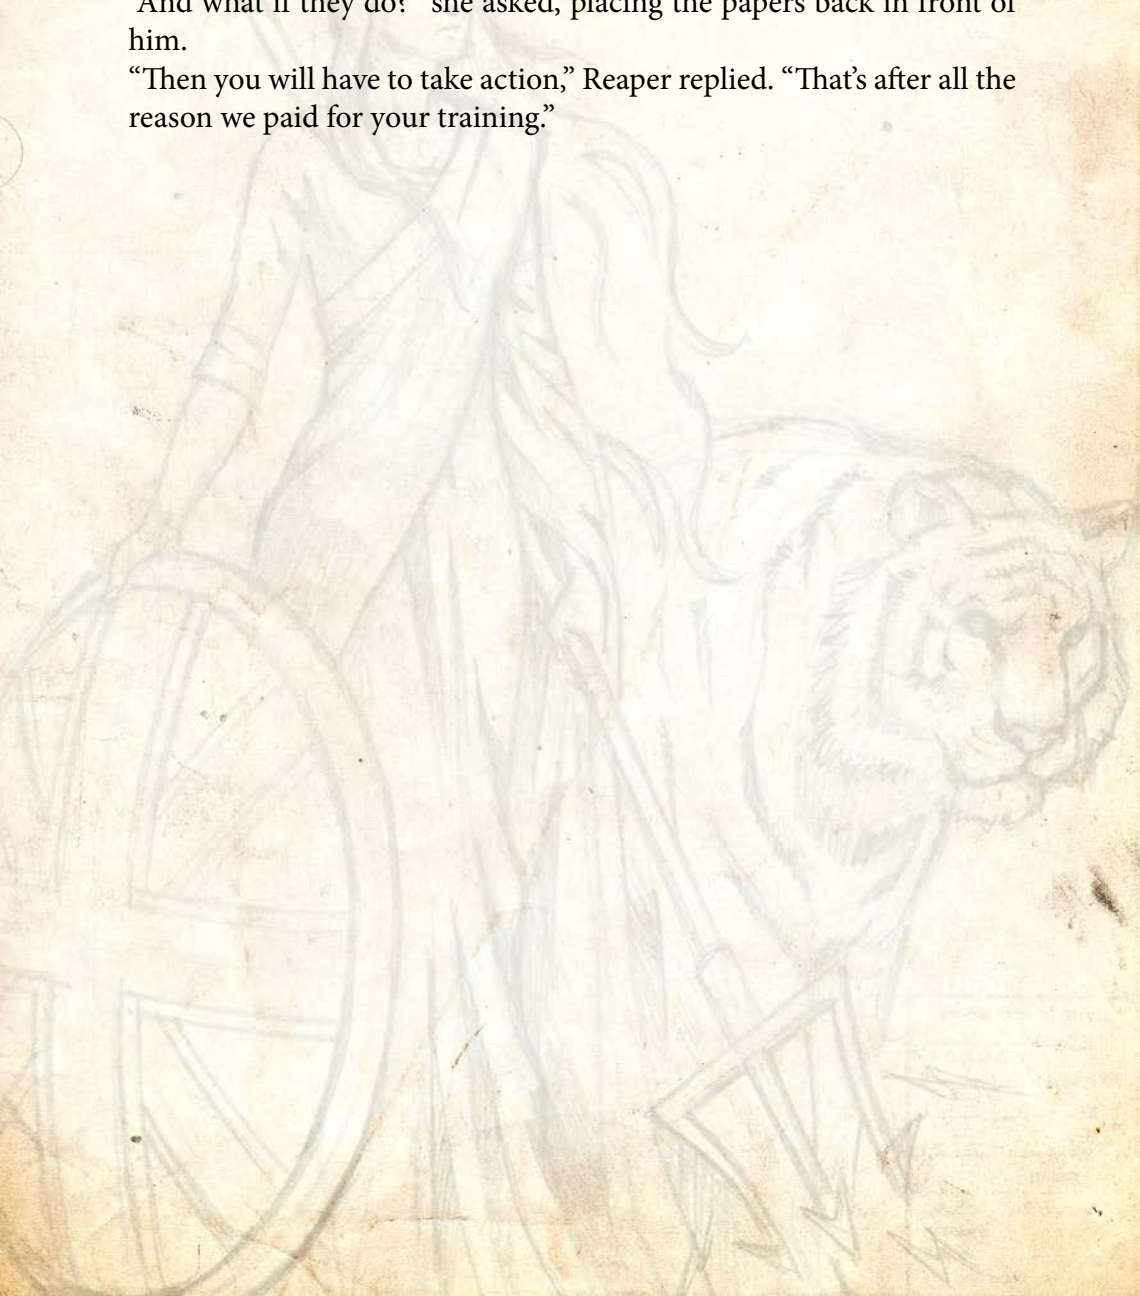 “And what if they do?” she asked, placing the papers back in front of
him.
“Then you will have to take action,” Reaper replied. “That’s after all the
reason we paid for your training.”